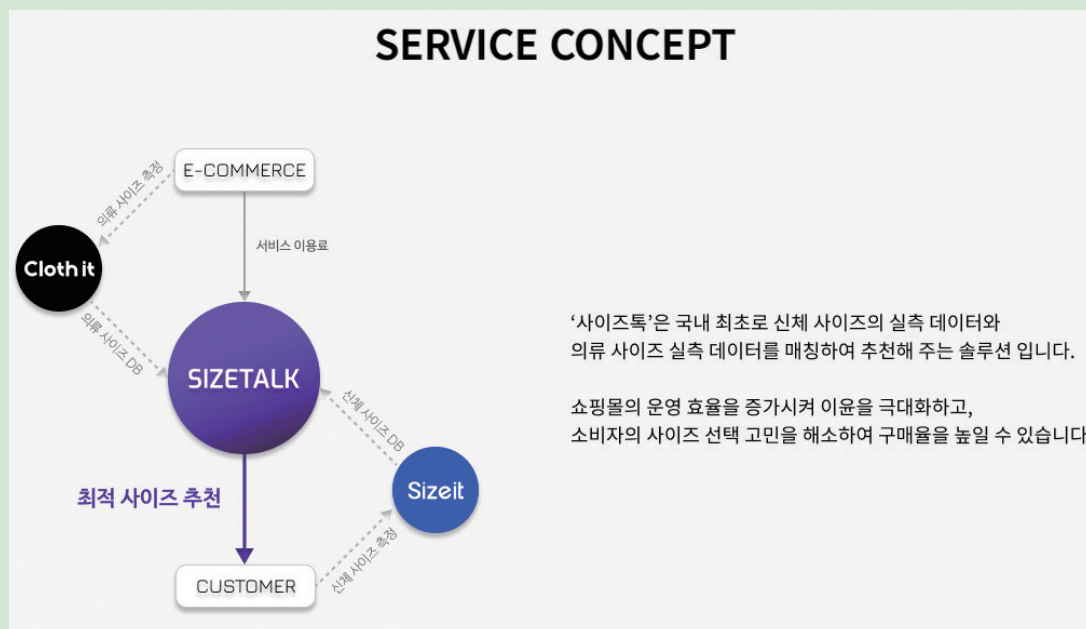 SERVICE CONCEPT
E-COMMERCE
의류 사이즈 측정
서비스 이용료
Cloth it
의류 사이즈 DB
SIZETALK
신체 사이즈 DB
Sizeit
최적 사이즈 추천
신체 사이즈 측정
CUSTOMER
‘사이즈톡’은 국내 최초로 신체 사이즈의 실측 데이터와
의류 사이즈 실측 데이터를 매칭하여 추천해 주는 솔루션 입니다.
쇼핑몰의 운영 효율을 증가시켜 이윤을 극대화하고,
소비자의 사이즈 선택 고민을 해소하여 구매율을 높일 수 있습니다